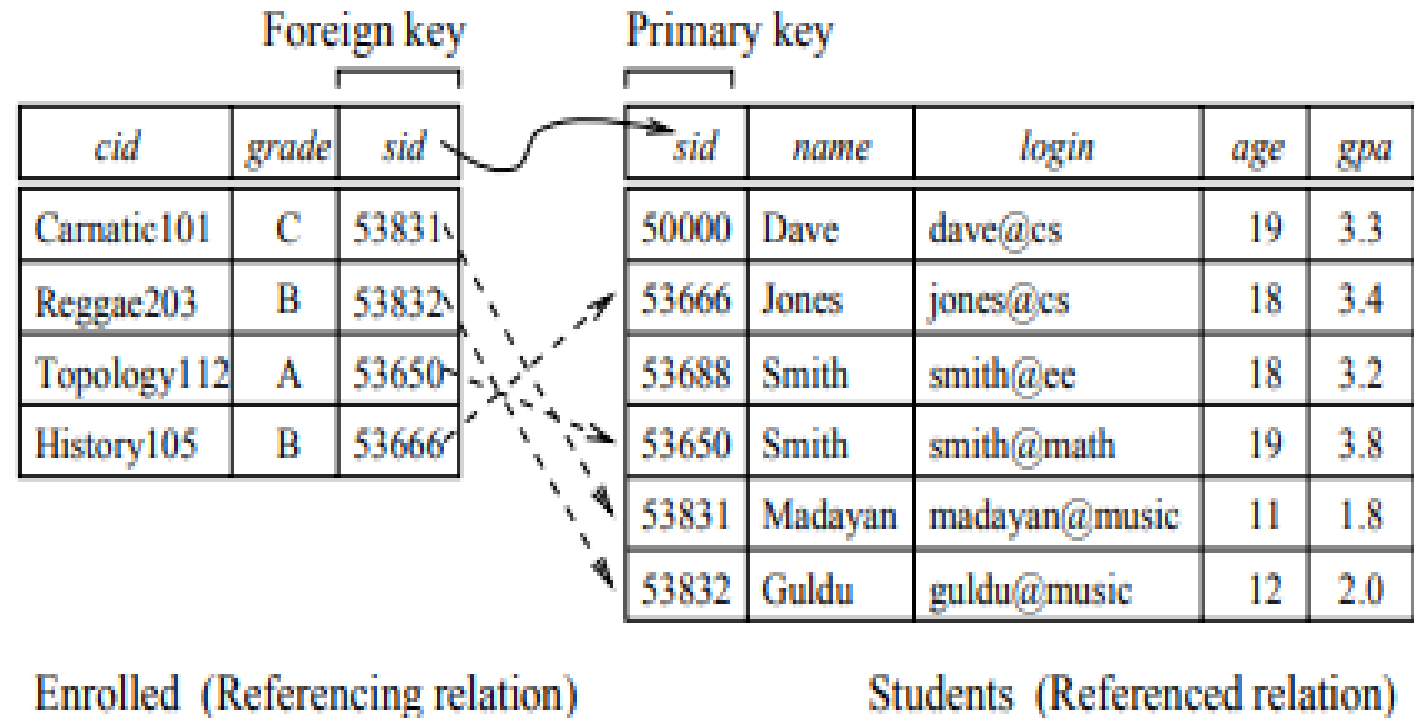 Foreign key Primary key
cid grade sid sid name login age gpa
Carnatic101 C 53831 50000 Dave dave@cs 19 3.3
Reggae203 B 53832 53666 Jones jones@cs 18 3.4
Topology112 A 53650 53688 Smith smith@ee 18 3.2
History105 B 53666 53650 Smith smith@math 19 3.8
53831 Madayan madayan@music 11 1.8
53832 Guldu guldu@music 12 2.0
Enrolled (Referencing relation) Students (Referenced relation)